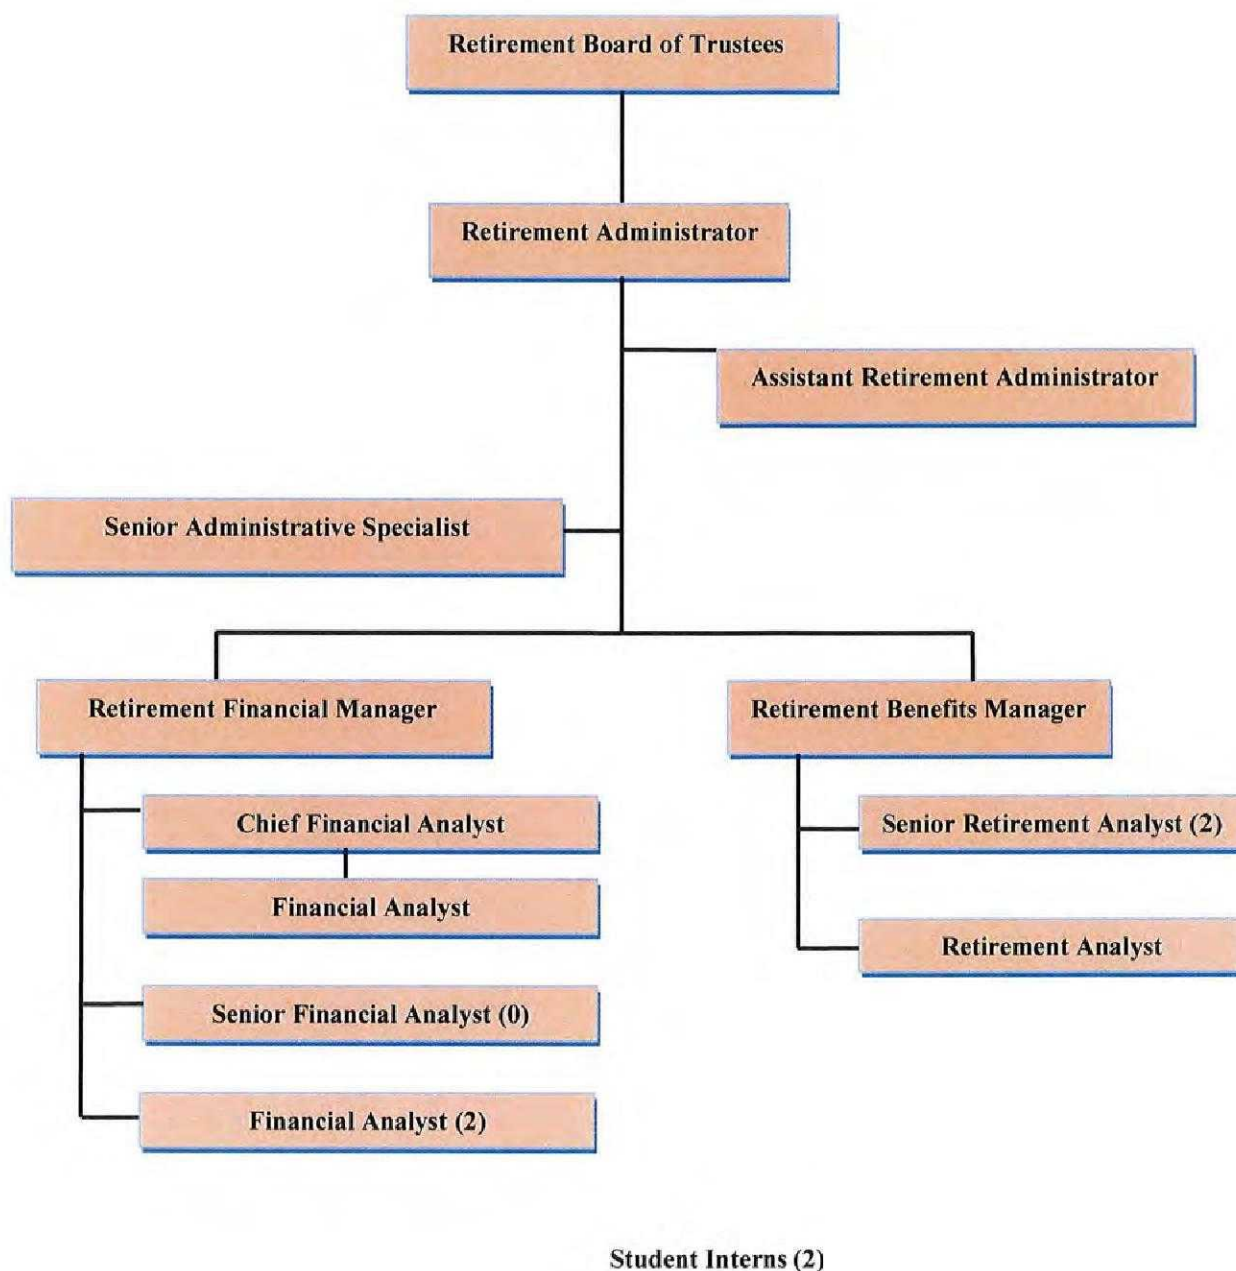 Retirement Board of Trustees
Retirement Administrator
Assistant Retirement Administrator
Senior Administrative Specialist
Retirement Financial Manager
Retirement Benefits Manager
Chief Financial Analyst
Senior Retirement Analyst (2)
Financial Analyst
Retirement Analyst
Senior Financial Analyst (0)
Financial Analyst (2)
Student Interns (2)